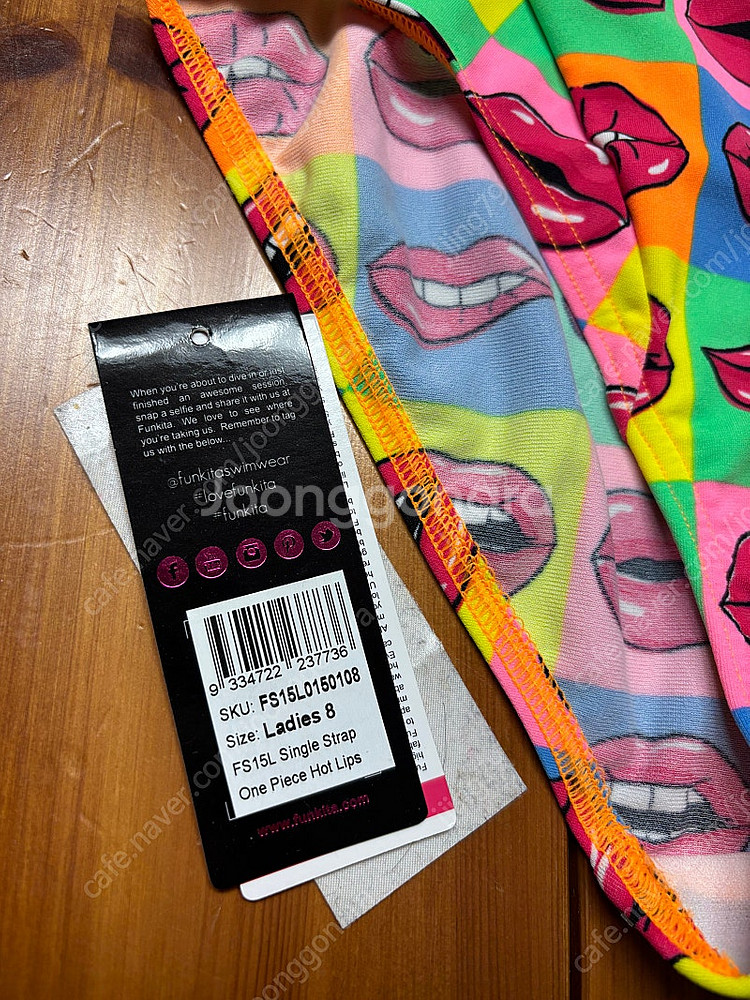 When you're about to dive in or just
finished an awesome session,
snap a selfie and share it with us at
Funkita. We love to see where
you're taking us. Remember to tag
us with the below...
@funkitaswimwear
#lovefunkita
#funkita
9 334722 237736
SKU: FS15L0150108
Size: Ladies 8
FS15L Single Strap
One Piece Hot Lips
www.funkita.com
Joonggonara